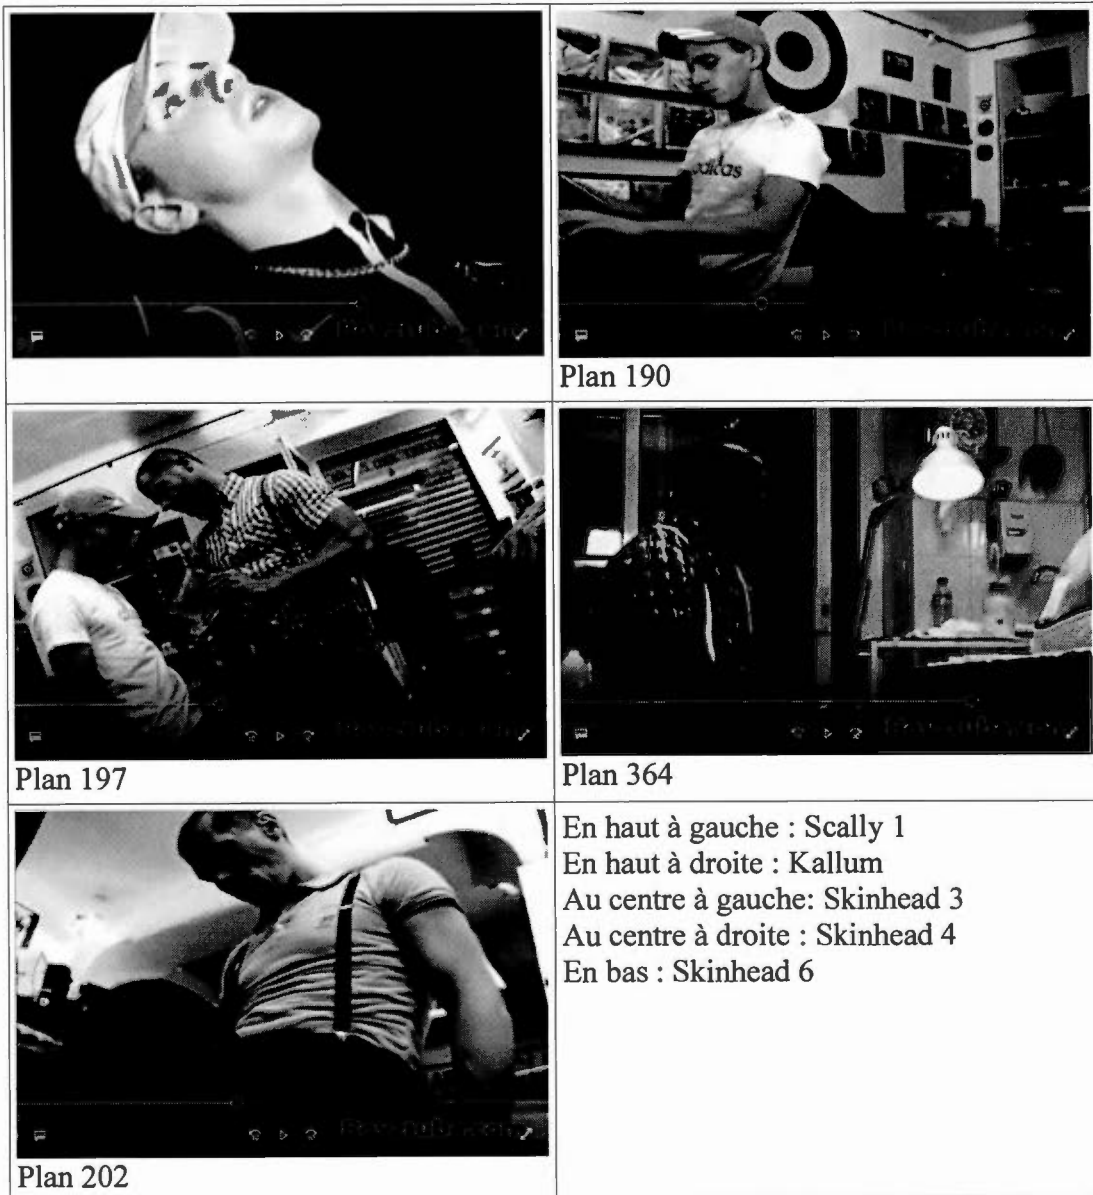 adidas
Plan 190
Plan 197
Plan 364
En haut à gauche : Scally 1
En haut à droite : Kallum
Au centre à gauche: Skinhead 3
Au centre à droite : Skinhead 4
En bas : Skinhead 6
Plan 202